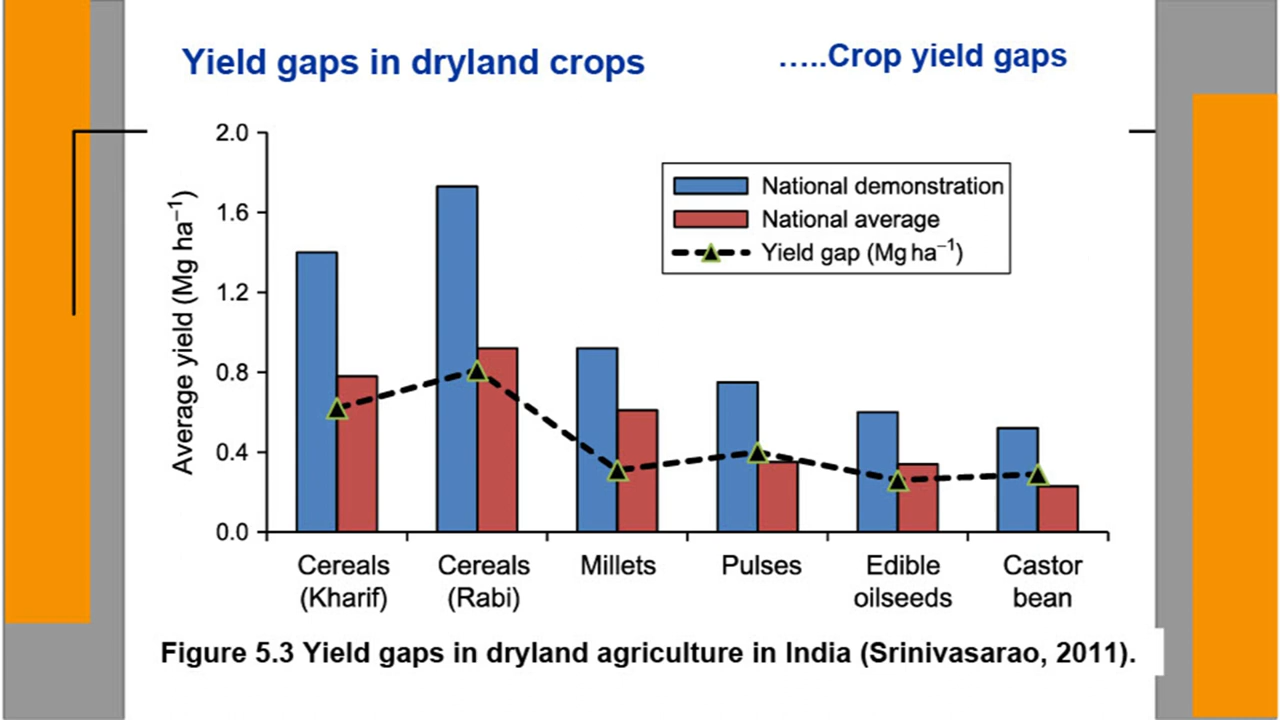 Yield gaps in dryland crops
…..Crop yield gaps
Average yield (Mg ha⁻¹)
2.0
1.6
1.2
0.8
0.4
0.0
National demonstration
National average
Yield gap (Mg ha⁻¹)
Cereals
(Kharif)
Cereals
(Rabi)
Millets
Pulses
Edible
oilseeds
Castor
bean
Figure 5.3 Yield gaps in dryland agriculture in India (Srinivasarao, 2011).